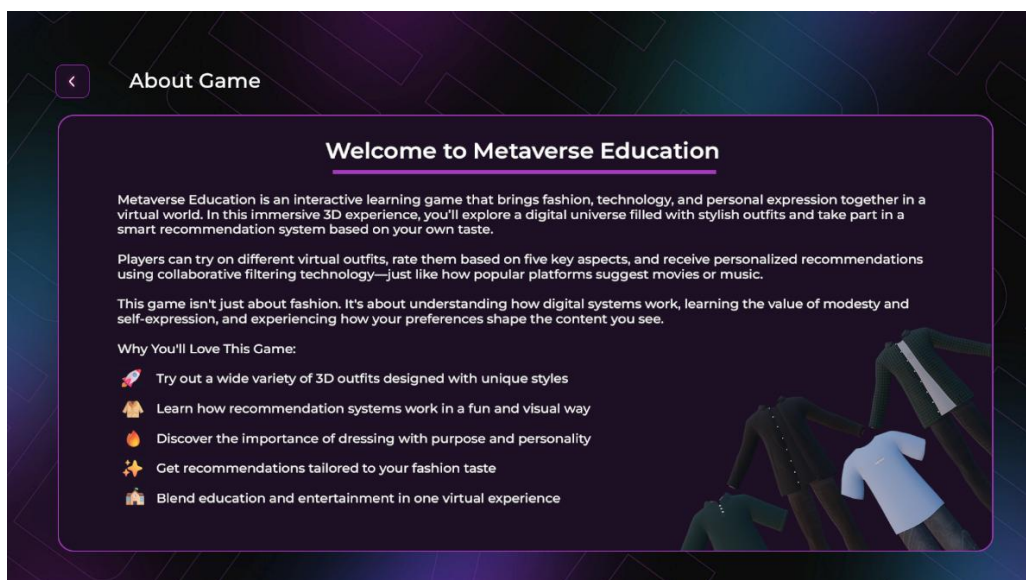 About Game
Welcome to Metaverse Education
Metaverse Education is an interactive learning game that brings fashion, technology, and personal expression together in a
virtual world. In this immersive 3D experience, you'll explore a digital universe filled with stylish outfits and take part in a
smart recommendation system based on your own taste.
Players can try on different virtual outfits, rate them based on five key aspects, and receive personalized recommendations
using collaborative filtering technology—just like how popular platforms suggest movies or music.
This game isn't just about fashion. It's about understanding how digital systems work, learning the value of modesty and
self-expression, and experiencing how your preferences shape the content you see.
Why You'll Love This Game:
Try out a wide variety of 3D outfits designed with unique styles
Learn how recommendation systems work in a fun and visual way
Discover the importance of dressing with purpose and personality
Get recommendations tailored to your fashion taste
Blend education and entertainment in one virtual experience